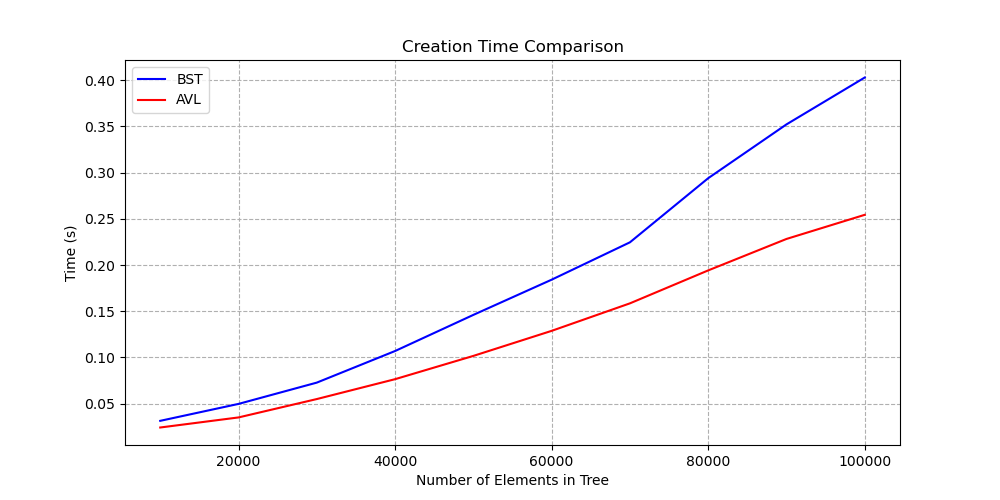 Creation Time Comparison
BST
AVL
Time (s)
0.40
0.35
0.30
0.25
0.20
0.15
0.10
0.05
20000 40000 60000 80000 100000
Number of Elements in Tree